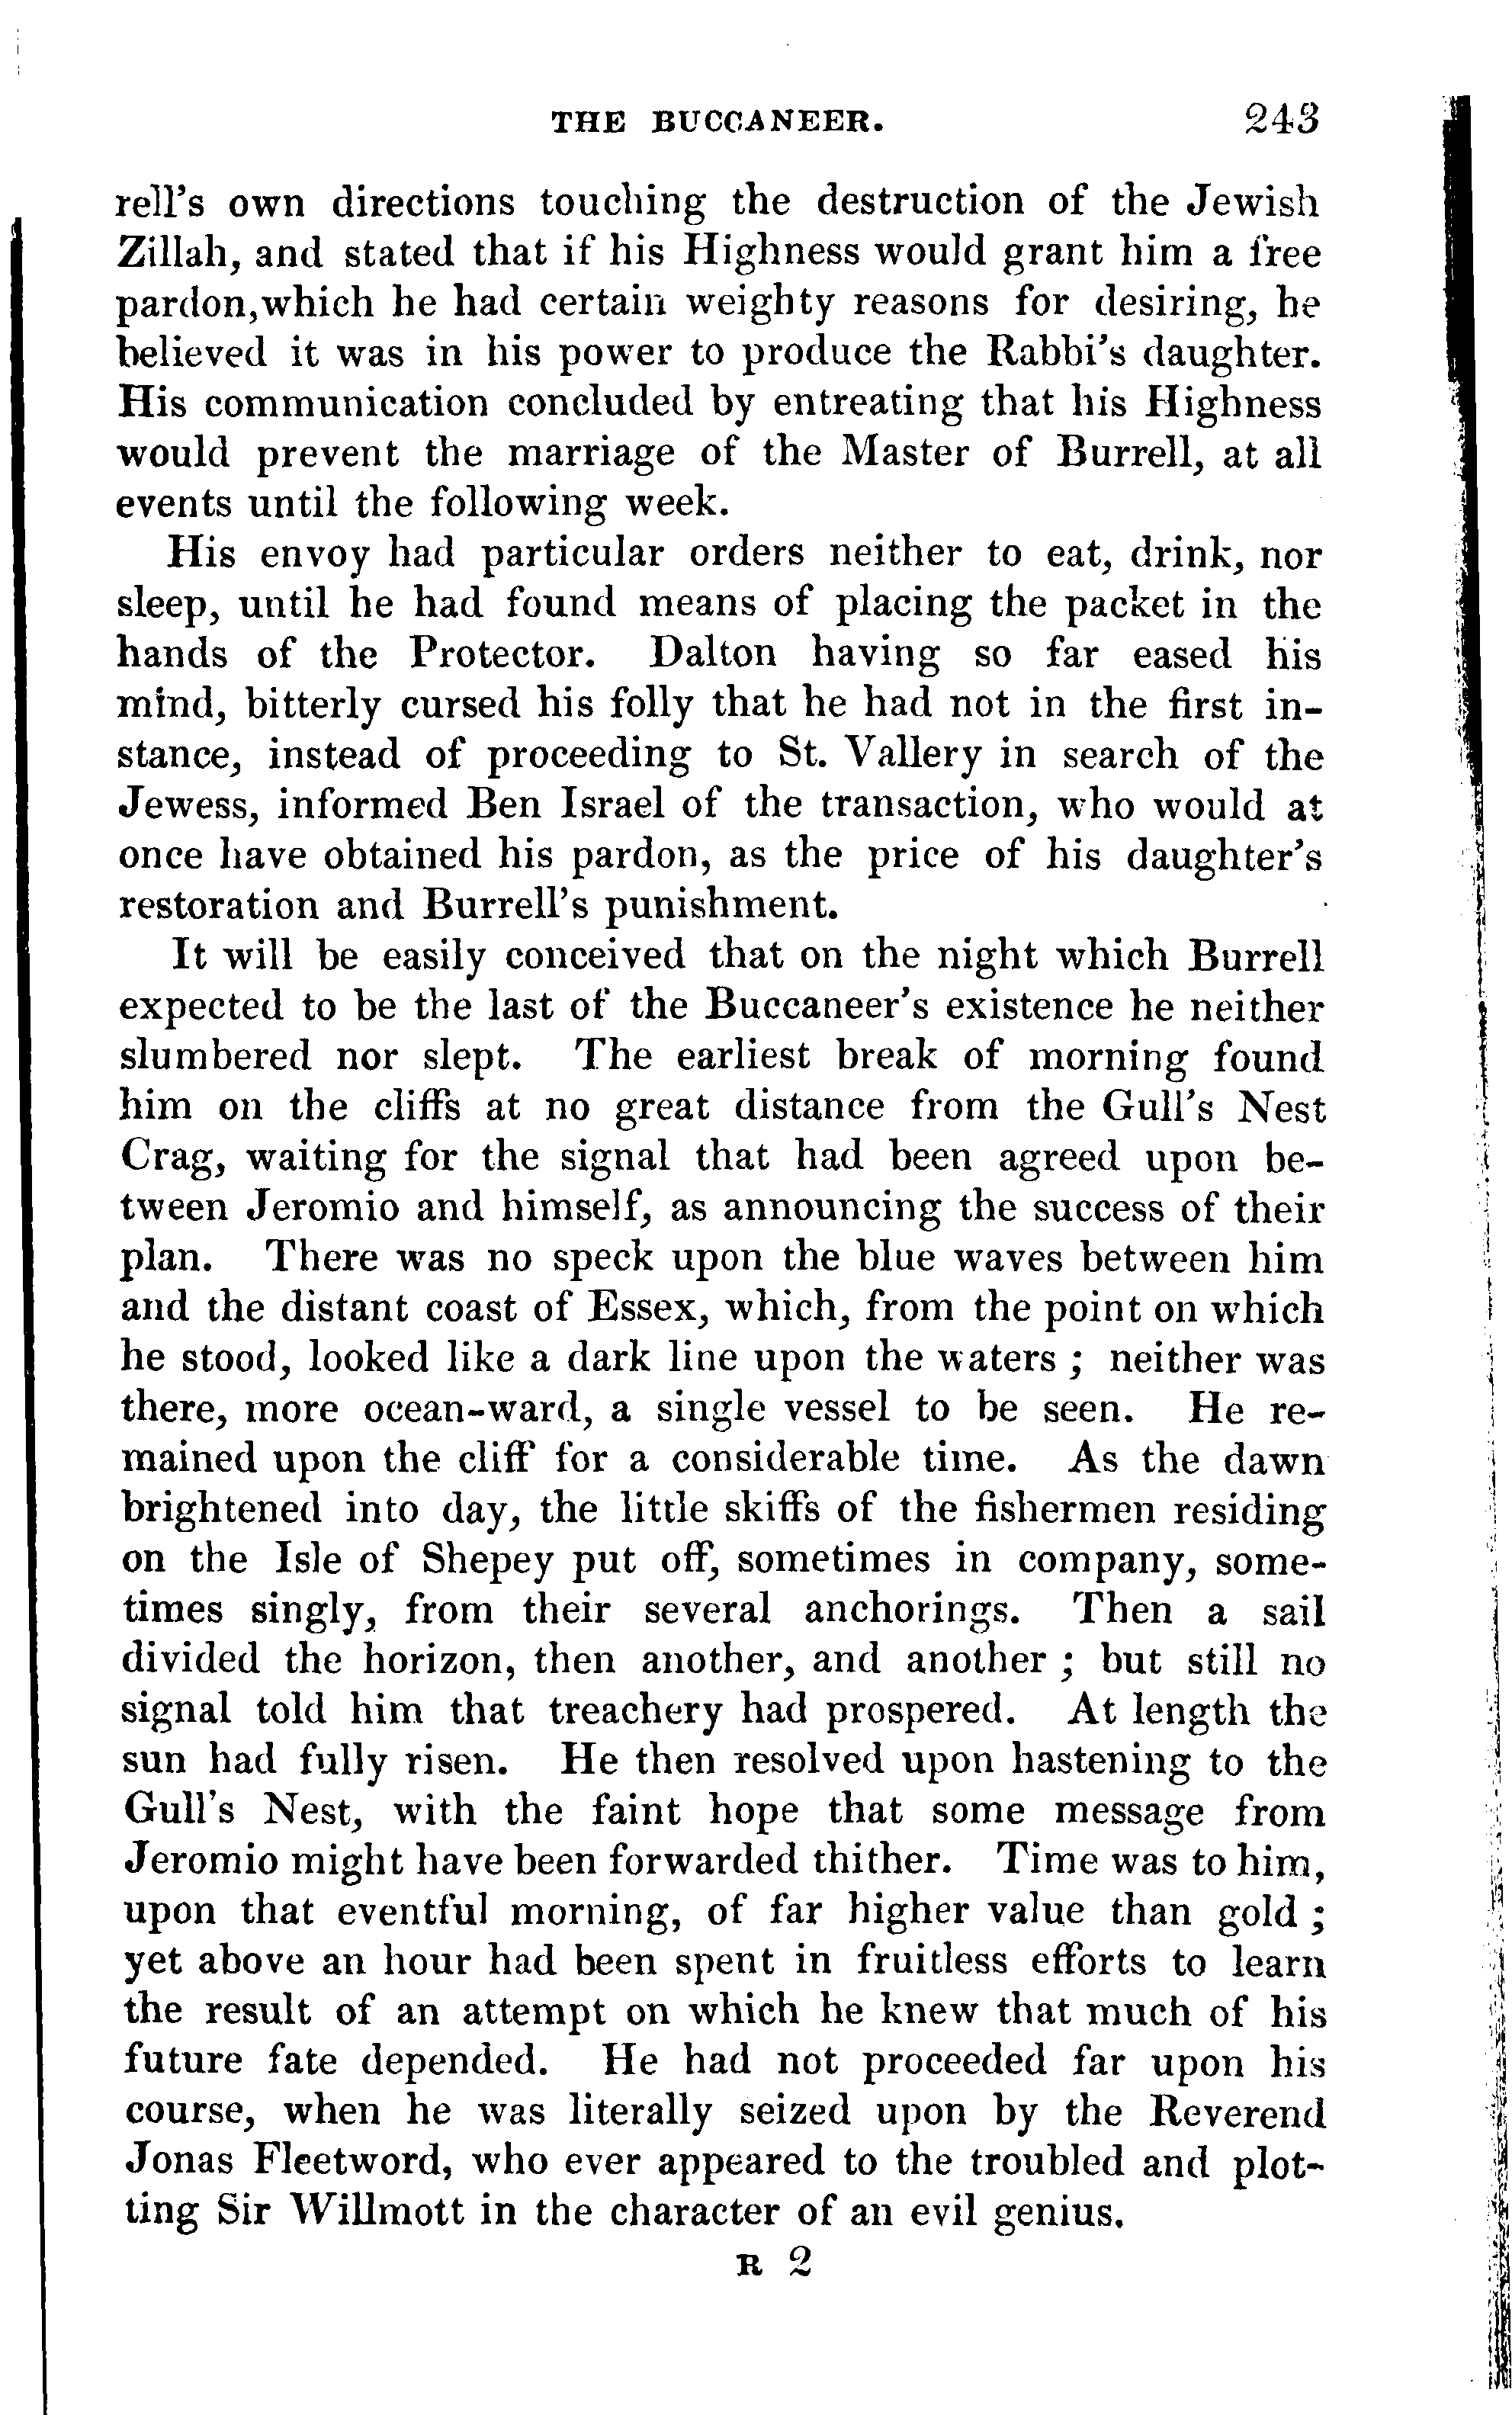 THE BUCCANEER. 243
rell's own directions touching the destruction of the Jewish
Zillah, and stated that if his Highness would grant him a free
pardon,which he had certain weighty reasons for desiring, he
believed it was in his power to produce the Rabbi's daughter.
His communication concluded by entreating that his Highness
would prevent the marriage of the Master of Burrell, at all
events until the following week.
His envoy had particular orders neither to eat, drink, nor
sleep, until he had found means of placing the packet in the
hands of the Protector. Dalton having so far eased his
mind, bitterly cursed his folly that he had not in the first in-
stance, instead of proceeding to St. Vallery in search of the
Jewess, informed Ben Israel of the transaction, who would at
once have obtained his pardon, as the price of his daughter's
restoration and Burrell's punishment.
It will be easily conceived that on the night which Burrell
expected to be the last of the Buccaneer's existence he neither
slumbered nor slept. The earliest break of morning found
him on the cliffs at no great distance from the Gull's Nest
Crag, waiting for the signal that had been agreed upon be-
tween Jeromio and himself, as announcing the success of their
plan. There was no speck upon the blue waves between him
and the distant coast of Essex, which, from the point on which
he stood, looked like a dark line upon the waters ; neither was
there, more ocean-ward, a single vessel to be seen. He re-
mained upon the cliff for a considerable time. As the dawn
brightened into day, the little skiffs of the fishermen residing
on the Isle of Shepey put off, sometimes in company, some-
times singly, from their several anchorings. Then a sail
divided the horizon, then another, and another ; but still no
signal told him that treachery had prospered. At length the
sun had fully risen. He then resolved upon hastening to the
Gull's Nest, with the faint hope that some message from
Jeromio might have been forwarded thither. Time was to him,
upon that eventful morning, of far higher value than gold ;
yet above an hour had been spent in fruitless efforts to learn
the result of an attempt on which he knew that much of his
future fate depended. He had not proceeded far upon his
course, when he was literally seized upon by the Reverend
Jonas Fleetword, who ever appeared to the troubled and plot-
ting Sir Willmott in the character of an evil genius.
R 2